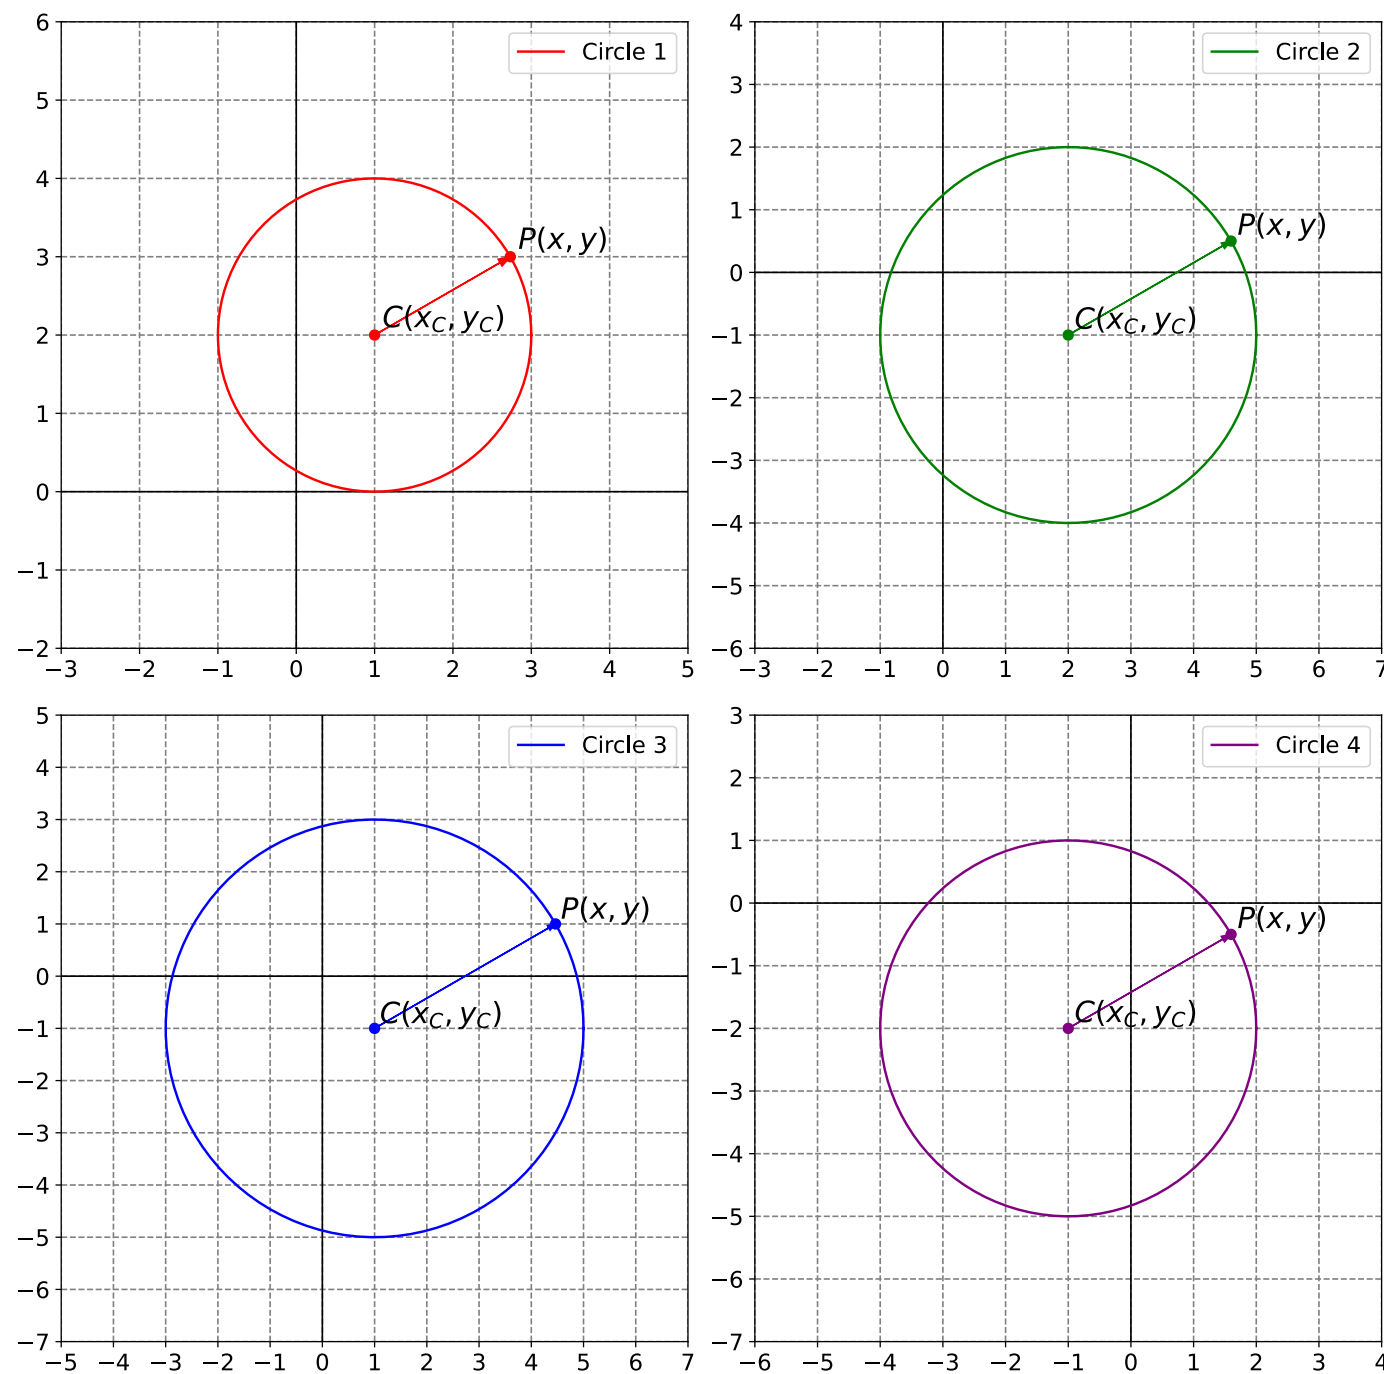 6
5
4
3
2
1
0
−1
−2
−3 −2 −1 0 1 2 3 4 5
Circle 1
P(x, y)
C(x_C, y_C)
4
3
2
1
0
−1
−2
−3
−4
−5
−6
−3 −2 −1 0 1 2 3 4 5 6 7
Circle 2
P(x, y)
C(x_C, y_C)
5
4
3
2
1
0
−1
−2
−3
−4
−5
−6
−7
−5 −4 −3 −2 −1 0 1 2 3 4 5 6 7
Circle 3
P(x, y)
C(x_C, y_C)
3
2
1
0
−1
−2
−3
−4
−5
−6
−7
−6 −5 −4 −3 −2 −1 0 1 2 3 4
Circle 4
P(x, y)
C(x_C, y_C)